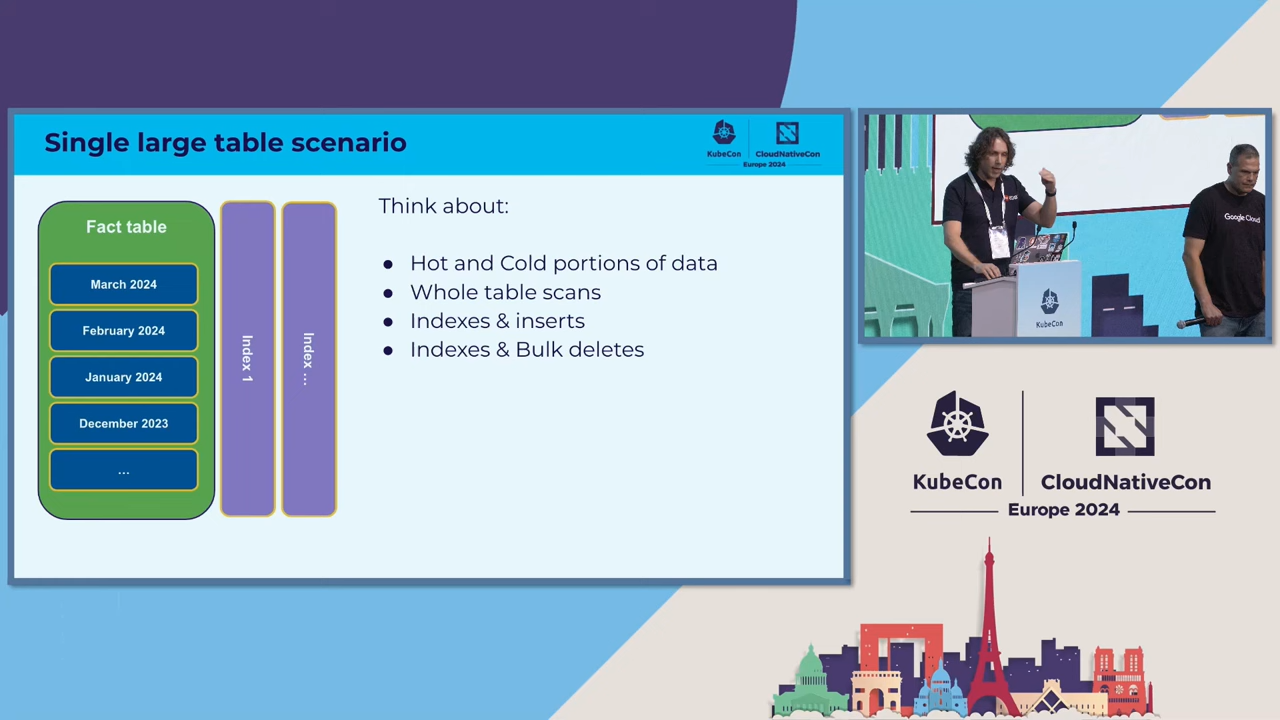 Single large table scenario
KubeCon
CloudNativeCon
Europe 2024
Fact table
March 2024
February 2024
January 2024
December 2023
...
Index 1
Index ...
Think about:
● Hot and Cold portions of data
● Whole table scans
● Indexes & inserts
● Indexes & Bulk deletes
Google Cloud
KubeCon
KubeCon
CloudNativeCon
Europe 2024